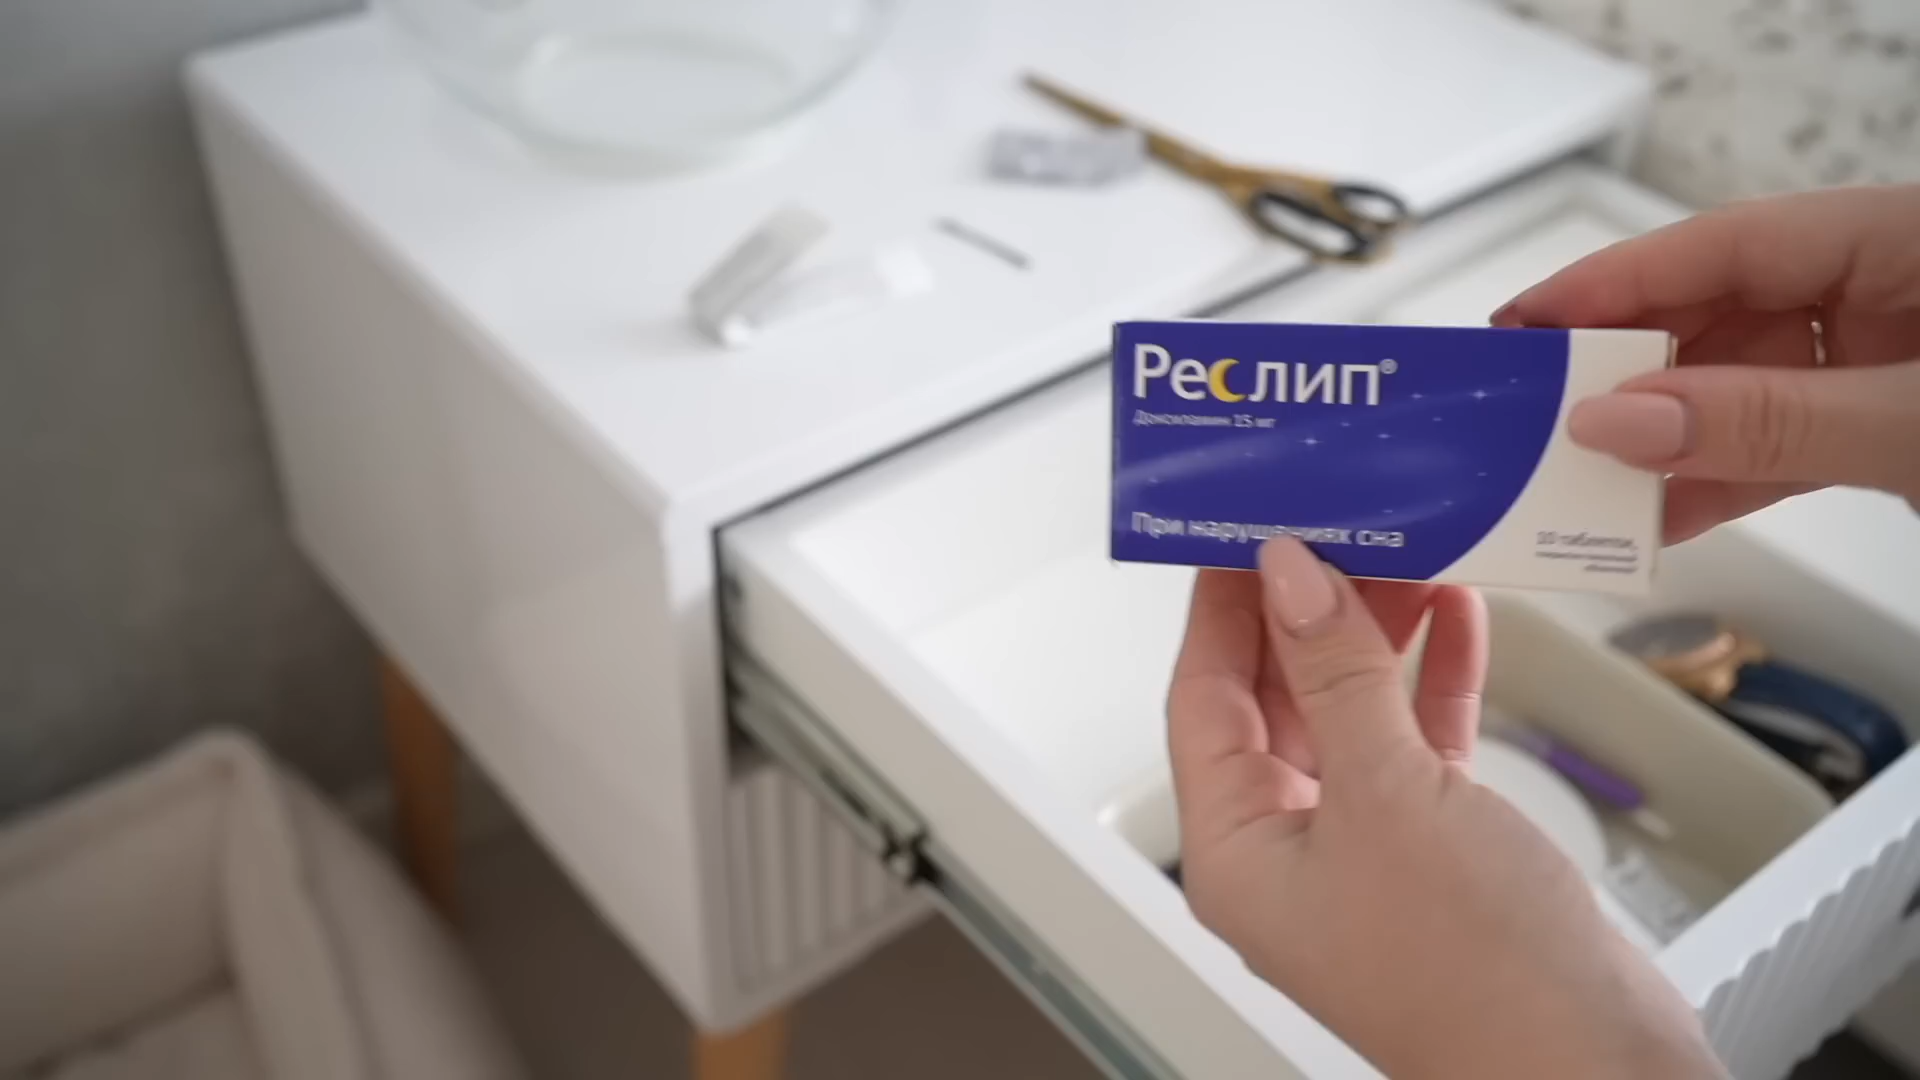 Реслип®
Доксиламин 15 мг
При нарушениях сна
10 таблеток,